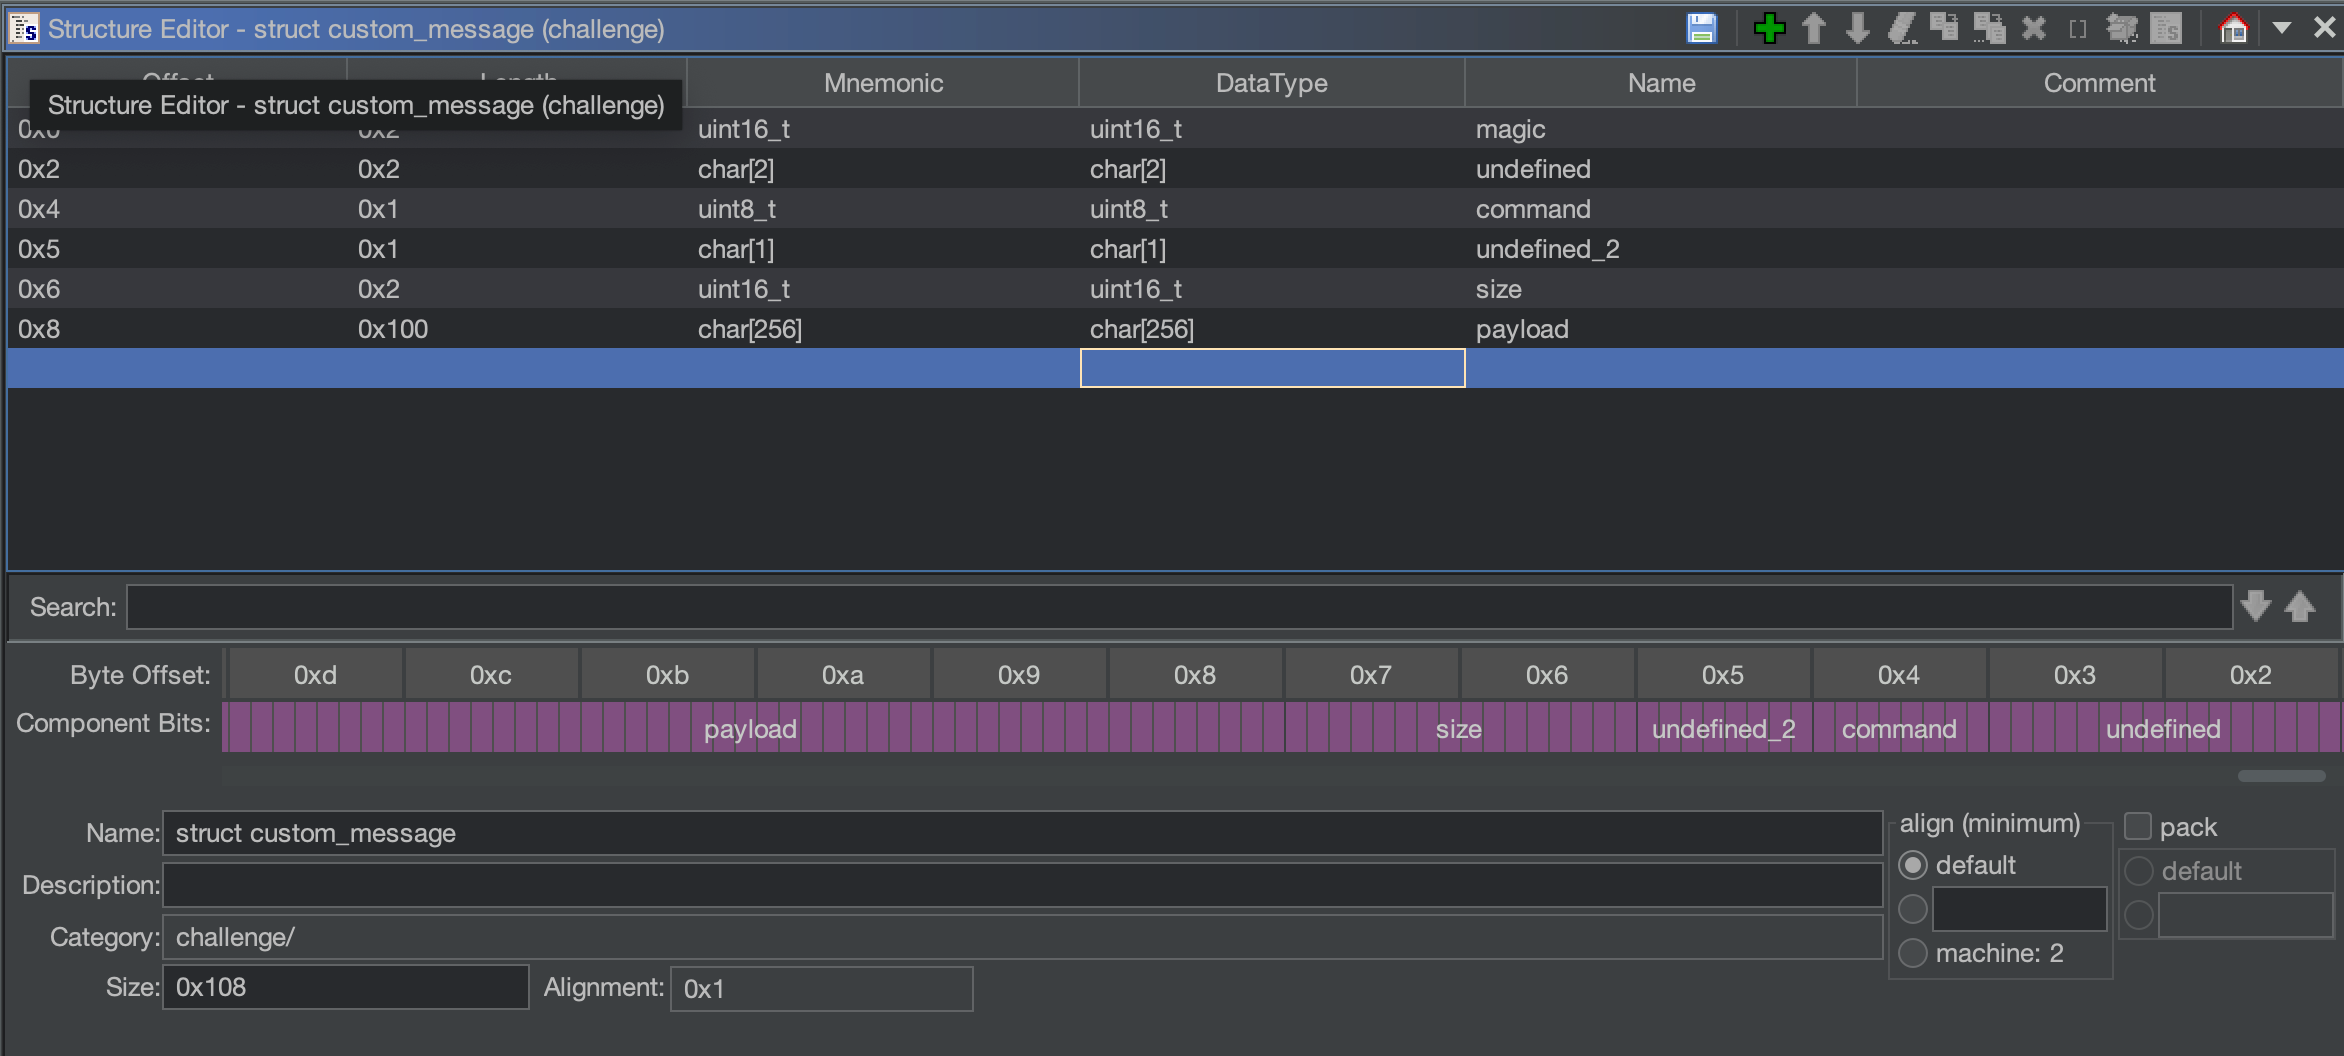 Structure Editor - struct custom_message (challenge)
Mnemonic DataType Name Comment
Structure Editor - struct custom_message (challenge)
0x0 0x2 uint16_t uint16_t magic
0x2 0x2 char[2] char[2] undefined
0x4 0x1 uint8_t uint8_t command
0x5 0x1 char[1] char[1] undefined_2
0x6 0x2 uint16_t uint16_t size
0x8 0x100 char[256] char[256] payload
Search:
Byte Offset: 0xd 0xc 0xb 0xa 0x9 0x8 0x7 0x6 0x5 0x4 0x3 0x2
Component Bits: payload size undefined_2 command undefined
Name: struct custom_message
align (minimum)
pack
default
default
Description:
Category: challenge/
machine: 2
Size: 0x108 Alignment: 0x1